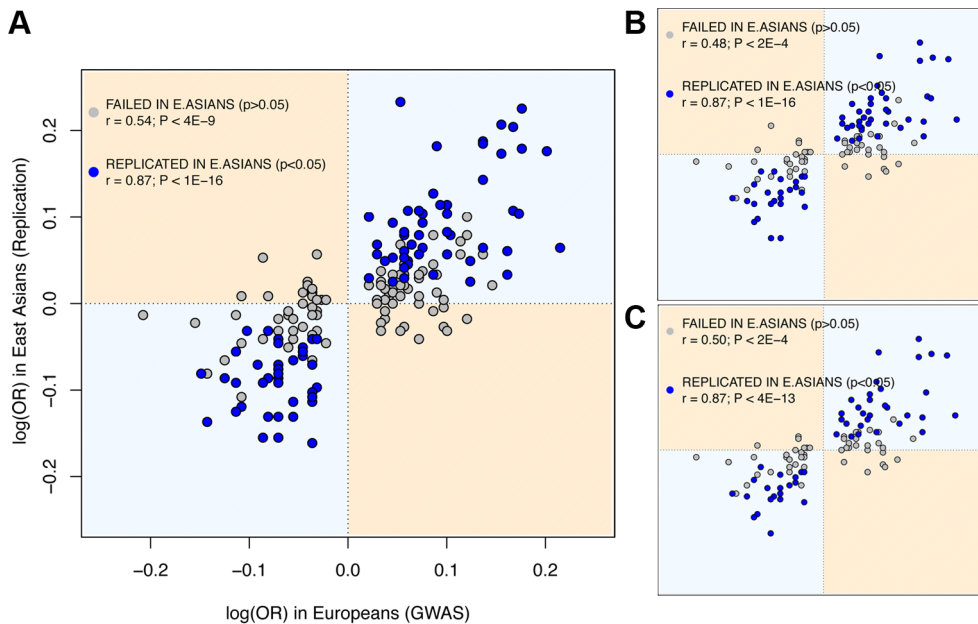 A
FAILED IN E.ASIANS (p>0.05)
r = 0.54; P < 4E−9
REPLICATED IN E.ASIANS (p<0.05)
r = 0.87; P < 1E−16
0.2
0.1
0.0
−0.1
−0.2
log(OR) in East Asians (Replication)
−0.2
−0.1
0.0
0.1
0.2
log(OR) in Europeans (GWAS)
B
FAILED IN E.ASIANS (p>0.05)
r = 0.48; P < 2E−4
REPLICATED IN E.ASIANS (p<0.05)
r = 0.87; P < 1E−16
C
FAILED IN E.ASIANS (p>0.05)
r = 0.50; P < 2E−4
REPLICATED IN E.ASIANS (p<0.05)
r = 0.87; P < 4E−13